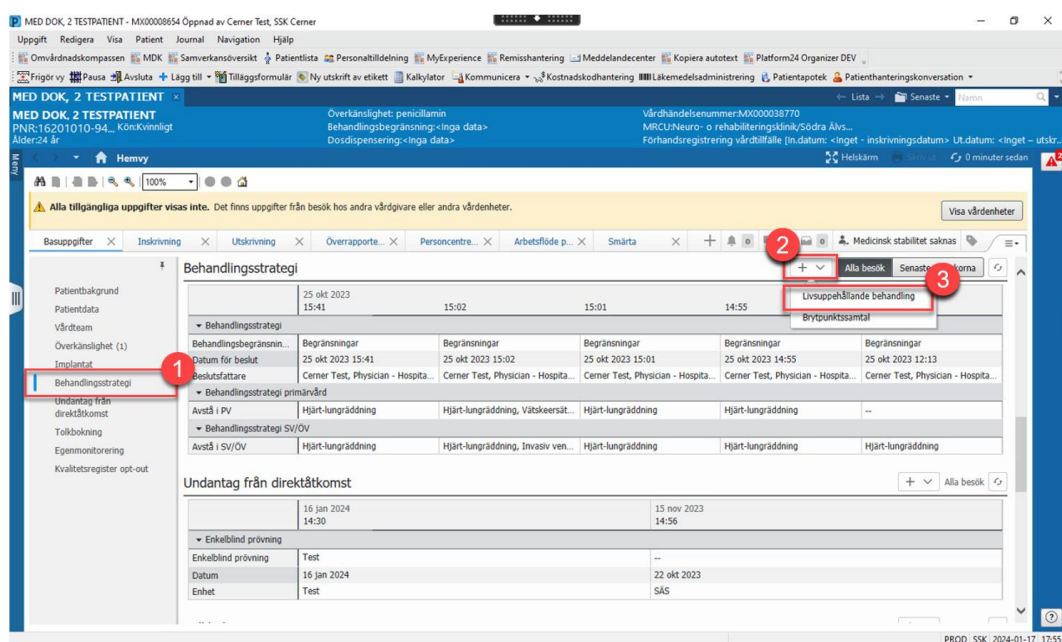 MED DOK, 2 TESTPATIENT - MX00008654 Öppnad av Cerner Test, SSK Cerner
Uppgift Redigera Visa Patient Journal Navigation Hjälp
Omvårdnadskompassen MDK Samverkansöversikt Patientlista Personaltilldelning MyExperience Remisshantering Meddelandecenter Kopiera autotext Platform24 Organizer DEV
Frigör vy Pausa Avsluta Lägg till Tilläggsformulär Ny utskrift av etikett Kalkylator Kommunicera Kostnadskodhantering Läkemedelsadministrering Patientapotek Patienthanteringskonversation
MED DOK, 2 TESTPATIENT Lista Senaste Namn
MED DOK, 2 TESTPATIENT Överkänslighet: penicillamin Vårdhändelsenummer:MX000038770
PNR:16201010-94... Kön:Kvinnligt Behandlingsbegränsning:<Inga data> MRCU:Neuro- o rehabiliteringsklinik/Södra Älvs...
Ålder:24 år Dosdispensering:<Inga data> Förhandsregistrering vårdtillfälle [In.datum: <Inget - inskrivningsdatum> Ut.datum: <Inget – utskr...
Meny
Hemvy Helskärm Skriv ut 0 minuter sedan 2
100%
Alla tillgängliga uppgifter visas inte. Det finns uppgifter från besök hos andra vårdgivare eller andra vårdenheter. Visa vårdenheter
Basuppgifter Inskrivning Utskrivning Överrapporte... Personcentre... Arbetsflöde p... Smärta 0 0 Medicinsk stabilitet saknas
2
Patientbakgrund
Patientdata
Vårdteam
Överkänslighet (1)
Implantat
Behandlingsstrategi
Undantag från
direktåtkomst
Tolkbokning
Egenmonitorering
Kvalitetsregister opt-out
1
Behandlingsstrategi Alla besök Senaste
3
Livsuppehållande behandling
Brytpunktssamtal
25 okt 2023
15:41 15:02 15:01 14:55
Behandlingsstrategi
Behandlingsbegränsnin... Begränsningar Begränsningar Begränsningar Begränsningar Begränsningar
Datum för beslut 25 okt 2023 15:41 25 okt 2023 15:02 25 okt 2023 15:01 25 okt 2023 14:55 25 okt 2023 12:13
Beslutsfattare Cerner Test, Physician - Hospita... Cerner Test, Physician - Hospita... Cerner Test, Physician - Hospita... Cerner Test, Physician - Hospita... Cerner Test, Physician - Hospita...
Behandlingsstrategi primärvård
Avstå i PV Hjärt-lungräddning Hjärt-lungräddning, Vätskeersät... Hjärt-lungräddning Hjärt-lungräddning --
Behandlingsstrategi SV/ÖV
Avstå i SV/ÖV Hjärt-lungräddning Hjärt-lungräddning, Invasiv ven... Hjärt-lungräddning Hjärt-lungräddning Hjärt-lungräddning
Undantag från direktåtkomst Alla besök
16 jan 2024 15 nov 2023
14:30 14:56
Enkelblind prövning
Enkelblind prövning Test --
Datum 16 jan 2024 22 okt 2023
Enhet Test SÄS
PROD SSK 2024-01-17 17:55